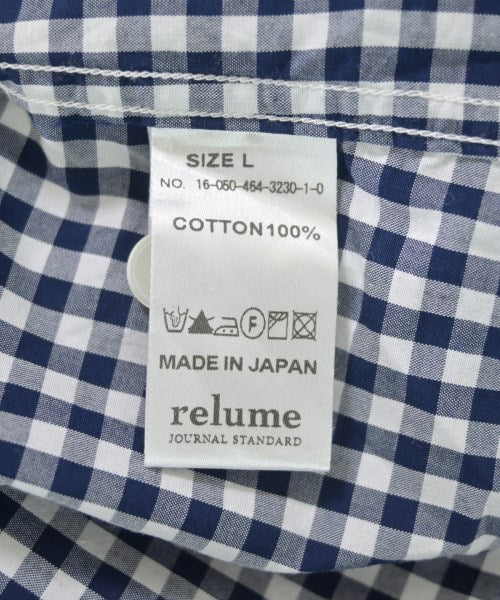 SIZE L
NO. 16-050-464-3230-1-0
COTTON100%
F
MADE IN JAPAN
relume
JOURNAL STANDARD